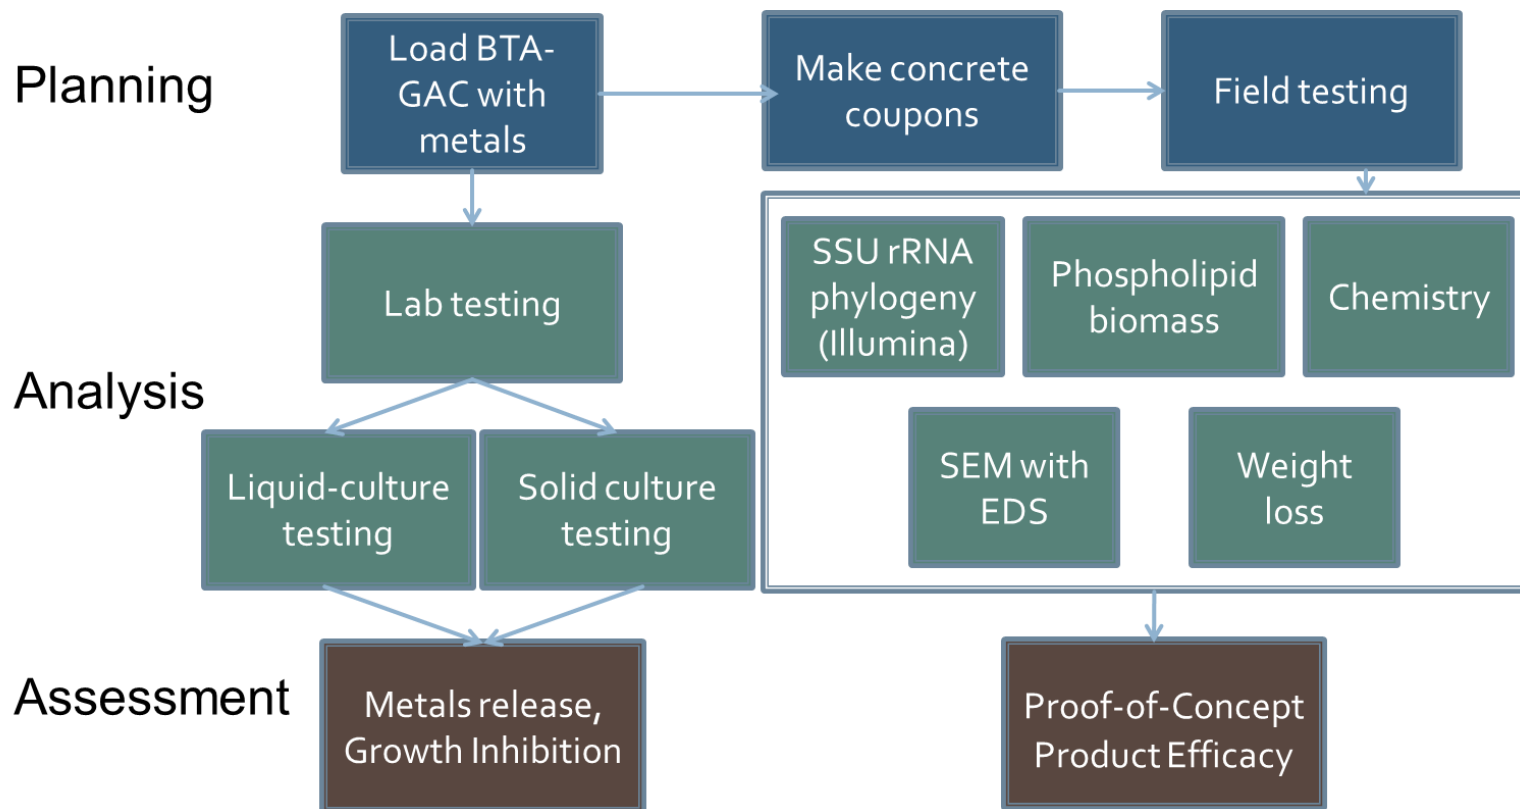 Planning
Load BTA-
GAC with
metals
Make concrete
coupons
Field testing
Analysis
Lab testing
SSU rRNA
phylogeny
(Illumina)
Phospholipid
biomass
Chemistry
Liquid-culture
testing
Solid culture
testing
SEM with
EDS
Weight
loss
Assessment
Metals release,
Growth Inhibition
Proof-of-Concept
Product Efficacy